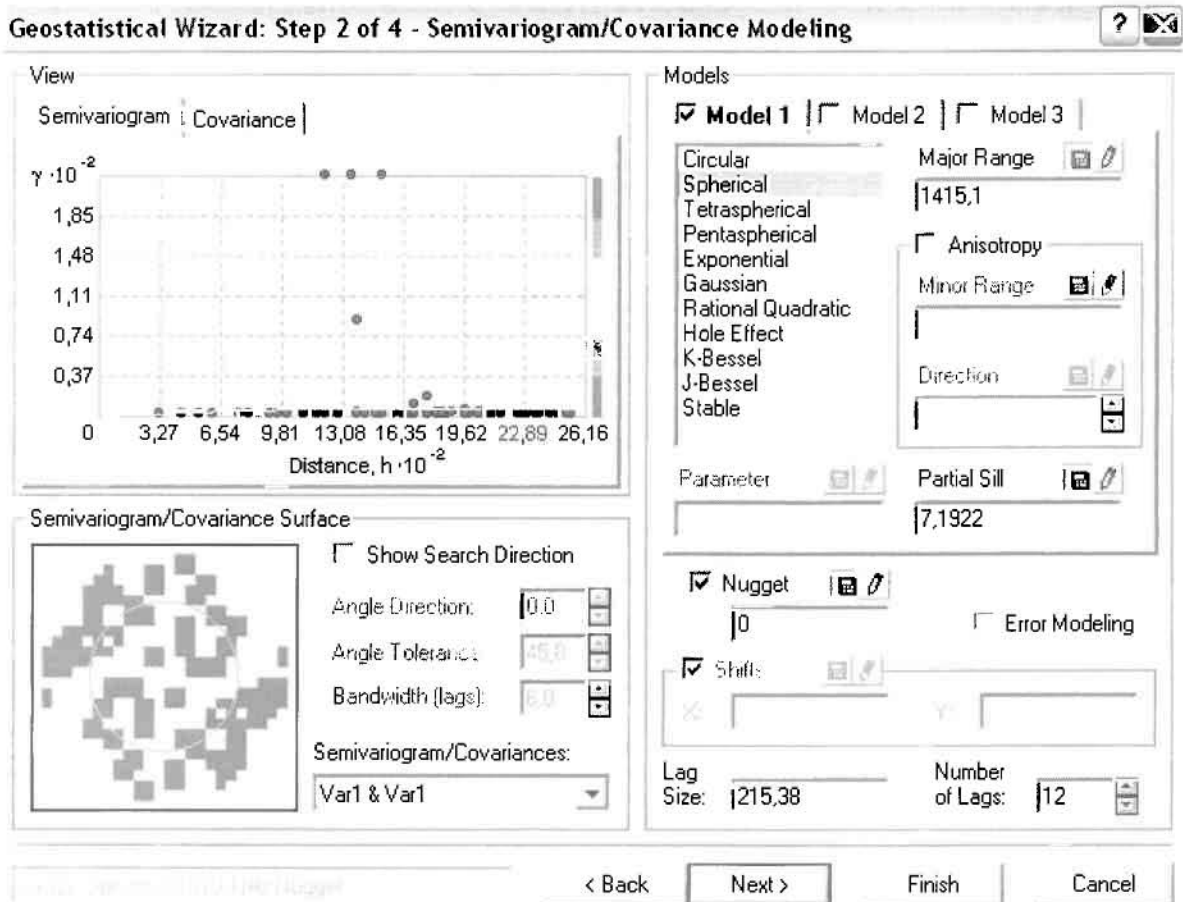 Geostatistical Wizard: Step 2 of 4 - Semivariogram/Covariance Modeling
?
View
Semivariogram
Covariance
γ·10⁻²
1,85
1,48
1,11
0,74
0,37
0 3,27 6,54 9,81 13,08 16,35 19,62 22,89 26,16
Distance, h·10⁻²
Semivariogram/Covariance Surface
Show Search Direction
Angle Direction: 0.0
Angle Tolerance 45,0
Bandwidth (lags): 6,0
Semivariogram/Covariances:
Var1 & Var1
Models
Model 1
Model 2
Model 3
Circular
Spherical
Tetraspherical
Pentaspherical
Exponential
Gaussian
Rational Quadratic
Hole Effect
K-Bessel
J-Bessel
Stable
Major Range
1415,1
Anisotropy
Minor Range
Direction
Parameter
Partial Sill
7,1922
Nugget
0
Error Modeling
Shifts
X:
Y:
Lag Size: 215,38
Number of Lags: 12
< Back
Next >
Finish
Cancel